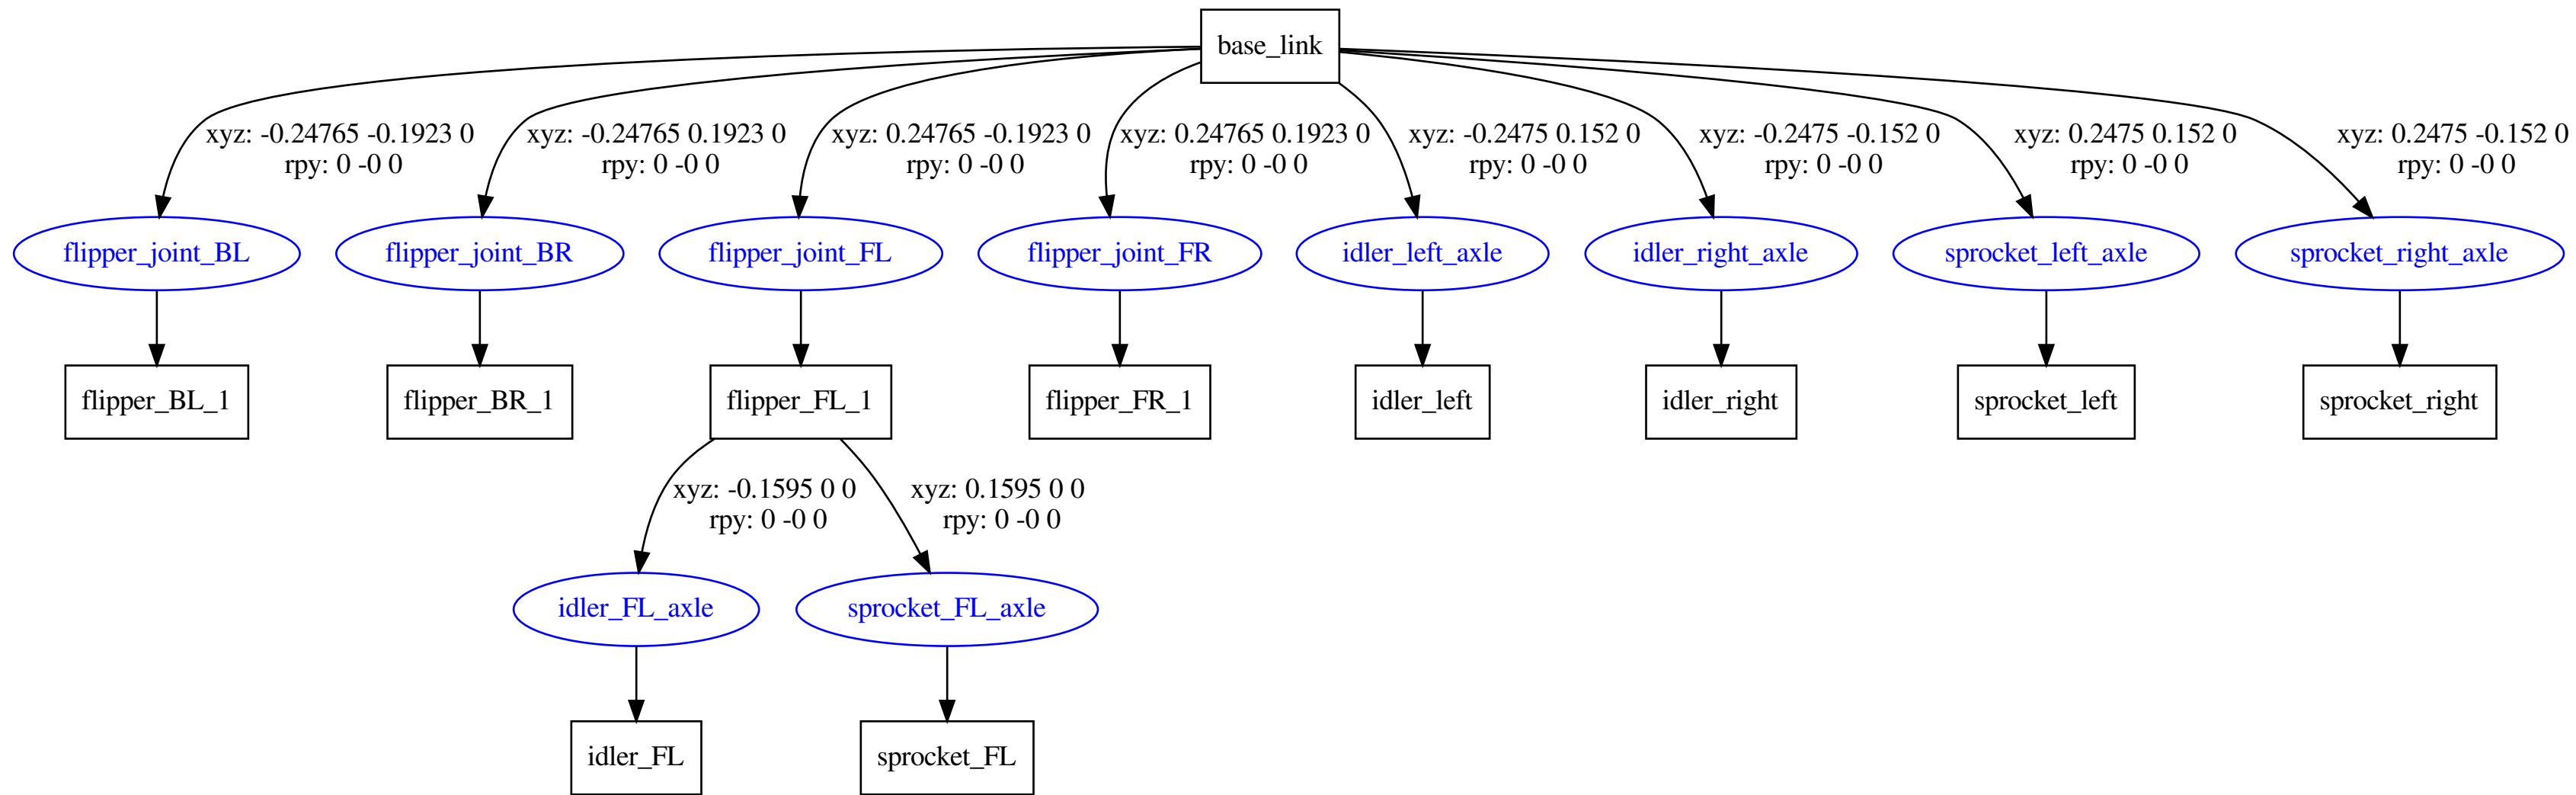 base_link
xyz: -0.24765 -0.1923 0
rpy: 0 -0 0
xyz: -0.24765 0.1923 0
rpy: 0 -0 0
xyz: 0.24765 -0.1923 0
rpy: 0 -0 0
xyz: 0.24765 0.1923 0
rpy: 0 -0 0
xyz: -0.2475 0.152 0
rpy: 0 -0 0
xyz: -0.2475 -0.152 0
rpy: 0 -0 0
xyz: 0.2475 0.152 0
rpy: 0 -0 0
xyz: 0.2475 -0.152 0
rpy: 0 -0 0
flipper_joint_BL
flipper_joint_BR
flipper_joint_FL
flipper_joint_FR
idler_left_axle
idler_right_axle
sprocket_left_axle
sprocket_right_axle
flipper_BL_1
flipper_BR_1
flipper_FL_1
flipper_FR_1
idler_left
idler_right
sprocket_left
sprocket_right
xyz: -0.1595 0 0
rpy: 0 -0 0
xyz: 0.1595 0 0
rpy: 0 -0 0
idler_FL_axle
sprocket_FL_axle
idler_FL
sprocket_FL